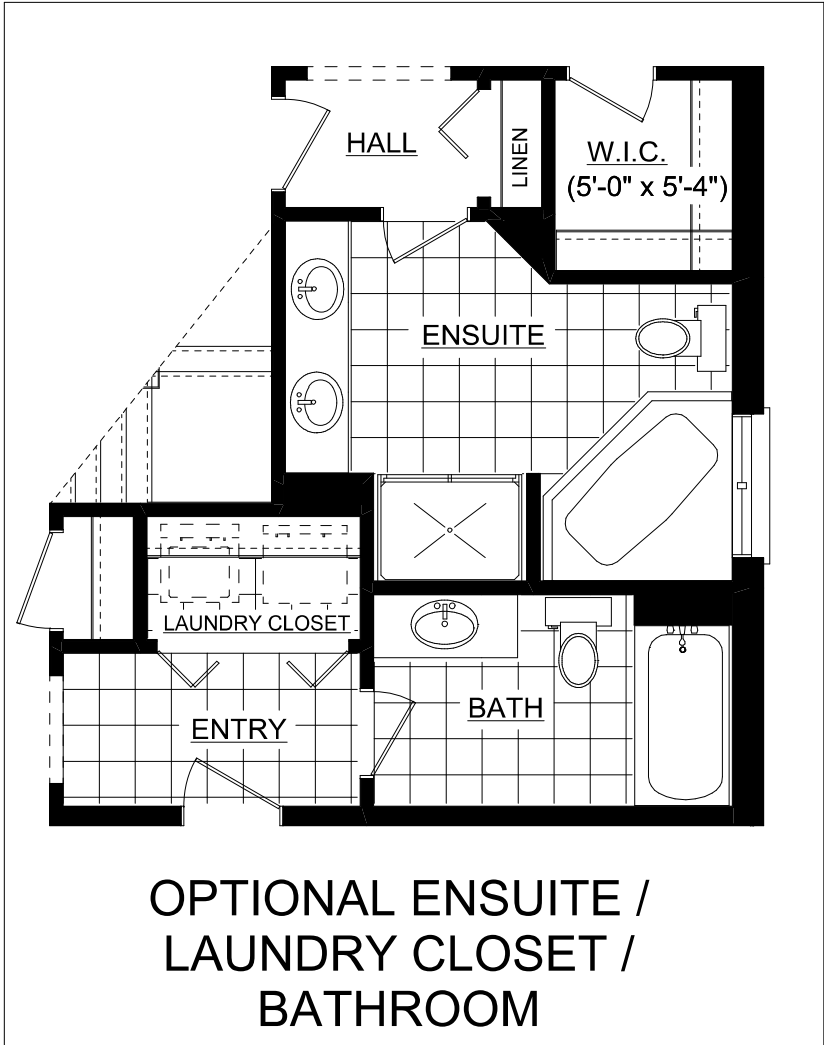 HALL
LINEN
W.I.C.
(5'-0" x 5'-4")
ENSUITE
LAUNDRY CLOSET
ENTRY
BATH
OPTIONAL ENSUITE /
LAUNDRY CLOSET /
BATHROOM